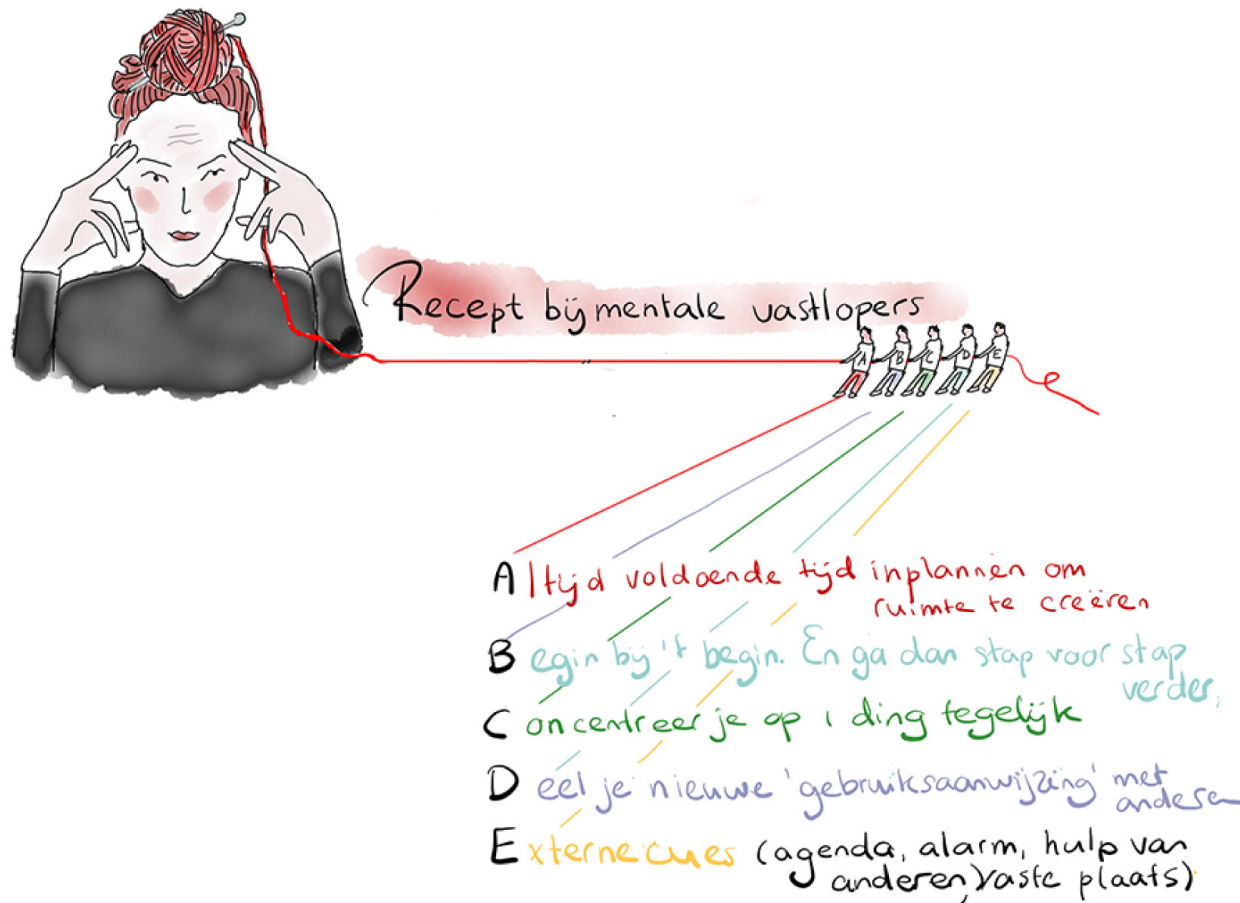 Recept bij mentale vastlopers
A B C D E
Altijd voldoende tijd inplannen om
ruimte te creëren
Begin bij 't begin. En ga dan stap voor stap
verder.
Concentreer je op 1 ding tegelijk
Deel je nieuwe 'gebruiksaanwijzing' met
anderen
Externe cues (agenda, alarm, hulp van
anderen, vaste plaats)